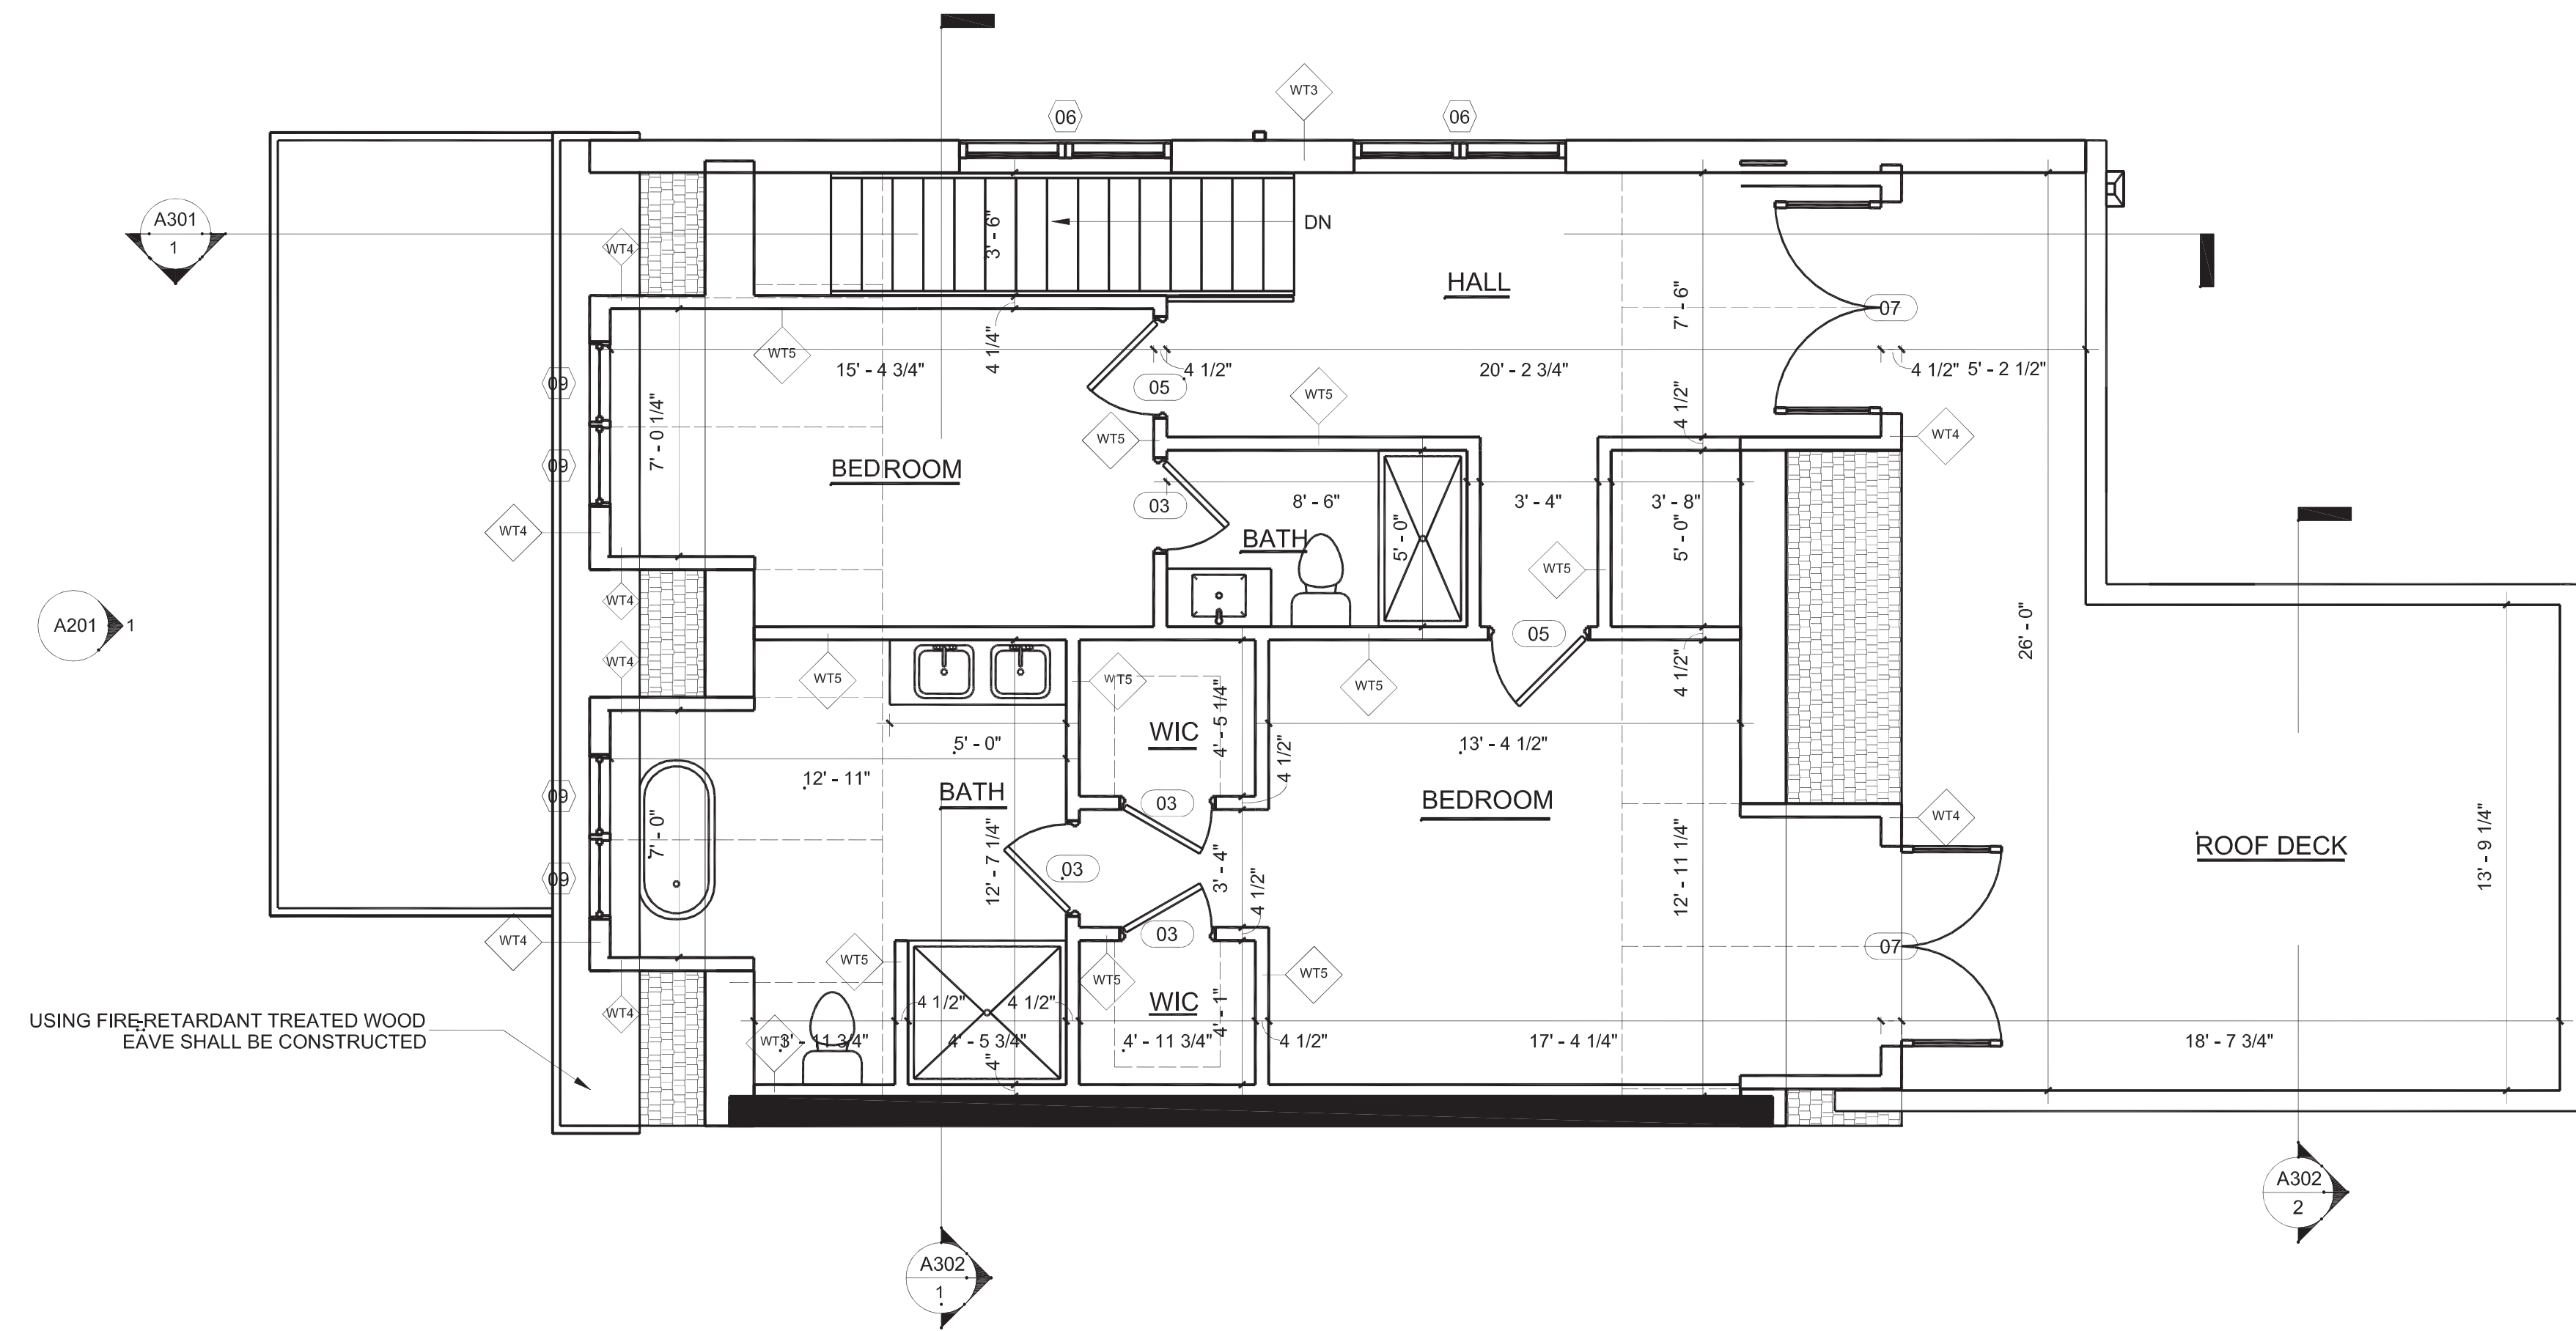 06
WT3
06
A301
1
WT4
3' - 6"
DN
HALL
7' - 6"
07
WT5
4 1/4"
15' - 4 3/4"
4 1/2"
20' - 2 3/4"
4 1/2"
5' - 2 1/2"
09
05
WT5
4 1/2"
7' - 0 1/4"
WT5
WT4
09
BEDROOM
03
8' - 6"
3' - 4"
3' - 8"
WT4
BATH
5' - 0"
5' - 0"
WT5
WT4
A201
1
05
26' - 0"
WT4
WT5
WT5
WT5
4 1/2"
WIC
4' - 5 1/4"
5' - 0"
4 1/2"
13' - 4 1/2"
12' - 11"
09
BATH
03
BEDROOM
WT4
7' - 0"
12' - 7 1/4"
03
3' - 4"
4 1/2"
12' - 11 1/4"
ROOF DECK
13' - 9 1/4"
09
WT4
03
07
WT5
WT5
WT5
WIC
4' - 1"
4 1/2"
4 1/2"
WT4
USING FIRE-RETARDANT TREATED WOOD
EAVE SHALL BE CONSTRUCTED
3' - 11 3/4"
4' - 5 3/4"
4"
4' - 11 3/4"
4 1/2"
17' - 4 1/4"
18' - 7 3/4"
A302
2
A302
1